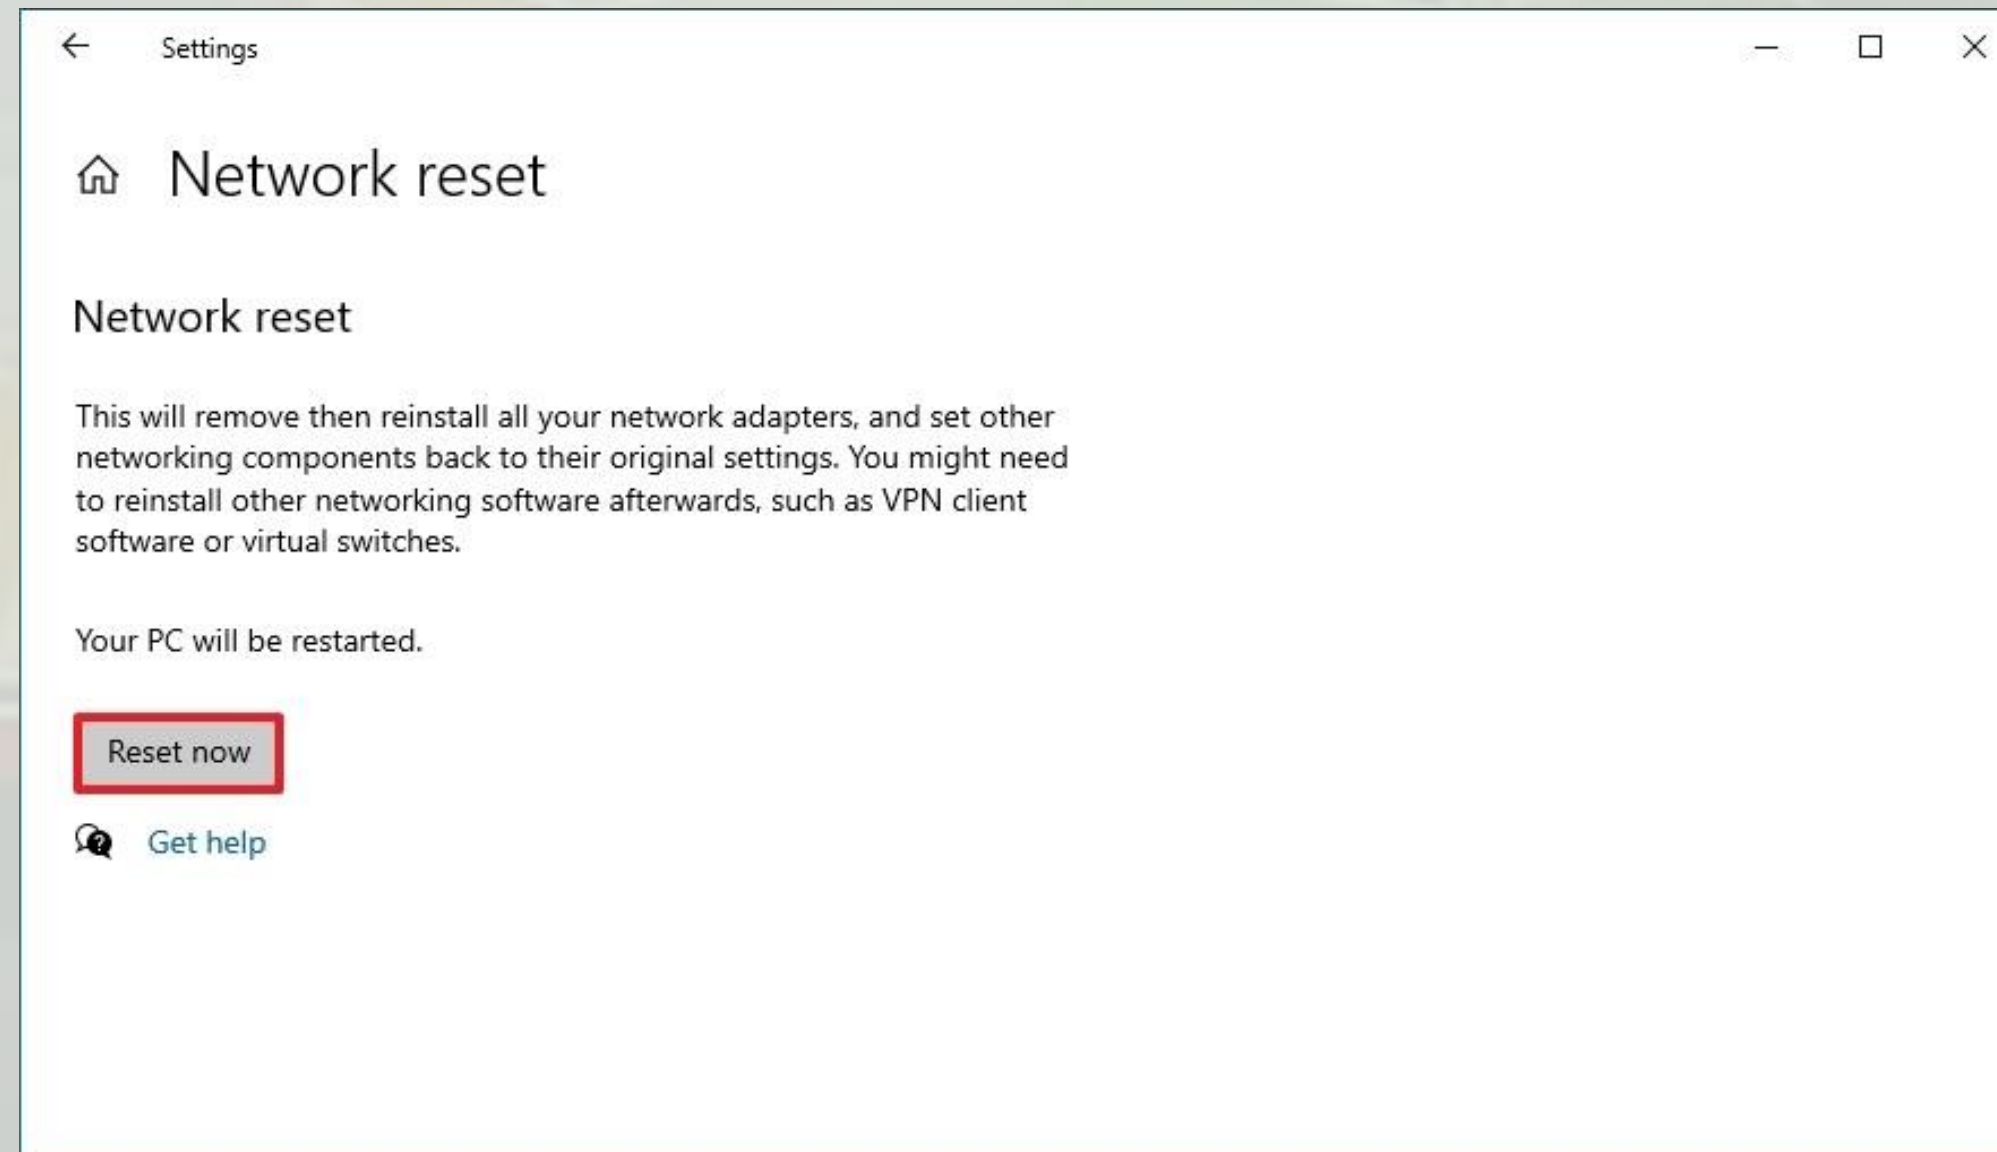 Settings
Network reset
Network reset
This will remove then reinstall all your network adapters, and set other
networking components back to their original settings. You might need
to reinstall other networking software afterwards, such as VPN client
software or virtual switches.
Your PC will be restarted.
Reset now
Get help